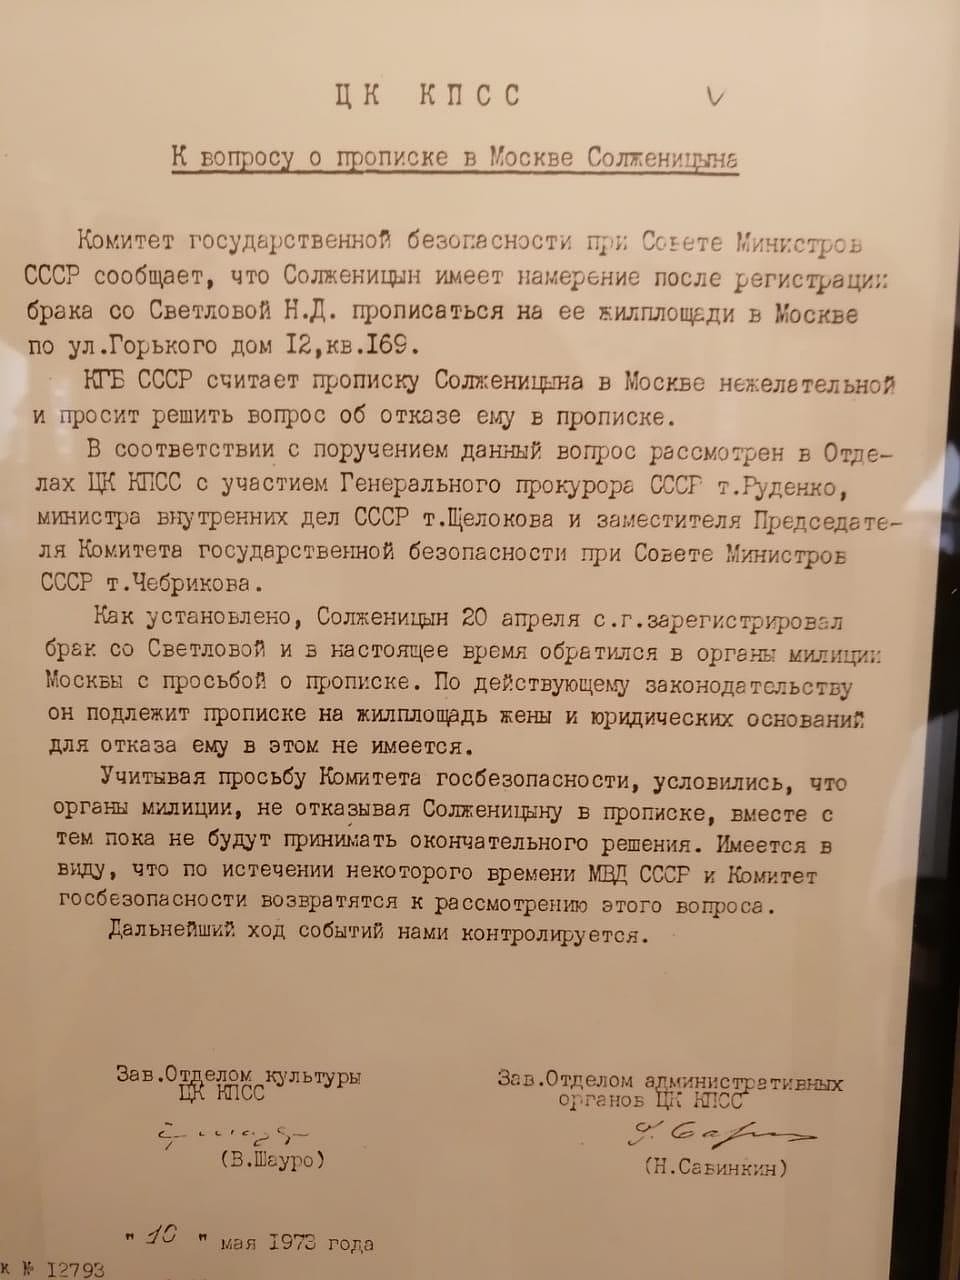 ЦК КПСС
К вопросу о прописке в Москве Солженицына
Комитет государственной безопасности при Совете Министров
СССР сообщает, что Солженицын имеет намерение после регистрации
брака со Светловой Н.Д. прописаться на ее жилплощади в Москве
по ул.Горького дом 12,кв.169.
КГБ СССР считает прописку Солженицына в Москве нежелательной
и просит решить вопрос об отказе ему в прописке.
В соответствии с поручением данный вопрос рассмотрен в Отде-
лах ЦК КПСС с участием Генерального прокурора СССР т.Руденко,
министра внутренних дел СССР т.Щелокова и заместителя Председате-
ля Комитета государственной безопасности при Совете Министров
СССР т.Чебрикова.
Как установлено, Солженицын 20 апреля с.г.зарегистрировал
брак со Светловой и в настоящее время обратился в органы милиции
Москвы с просьбой о прописке. По действующему законодательству
он подлежит прописке на жилплощадь жены и юридических оснований
для отказа ему в этом не имеется.
Учитывая просьбу Комитета госбезопасности, условились, что
органы милиции, не отказывая Солженицыну в прописке, вместе с
тем пока не будут принимать окончательного решения. Имеется в
виду, что по истечении некоторого времени МВД СССР и Комитет
госбезопасности возвратятся к рассмотрению этого вопроса.
Дальнейший ход событий нами контролируется.
Зав.Отделом культуры
ЦК КПСС
(В.Шауро)
Зав.Отделом административных
органов ЦК КПСС
(Н.Савинкин)
"10" мая 1973 года
к № 12793